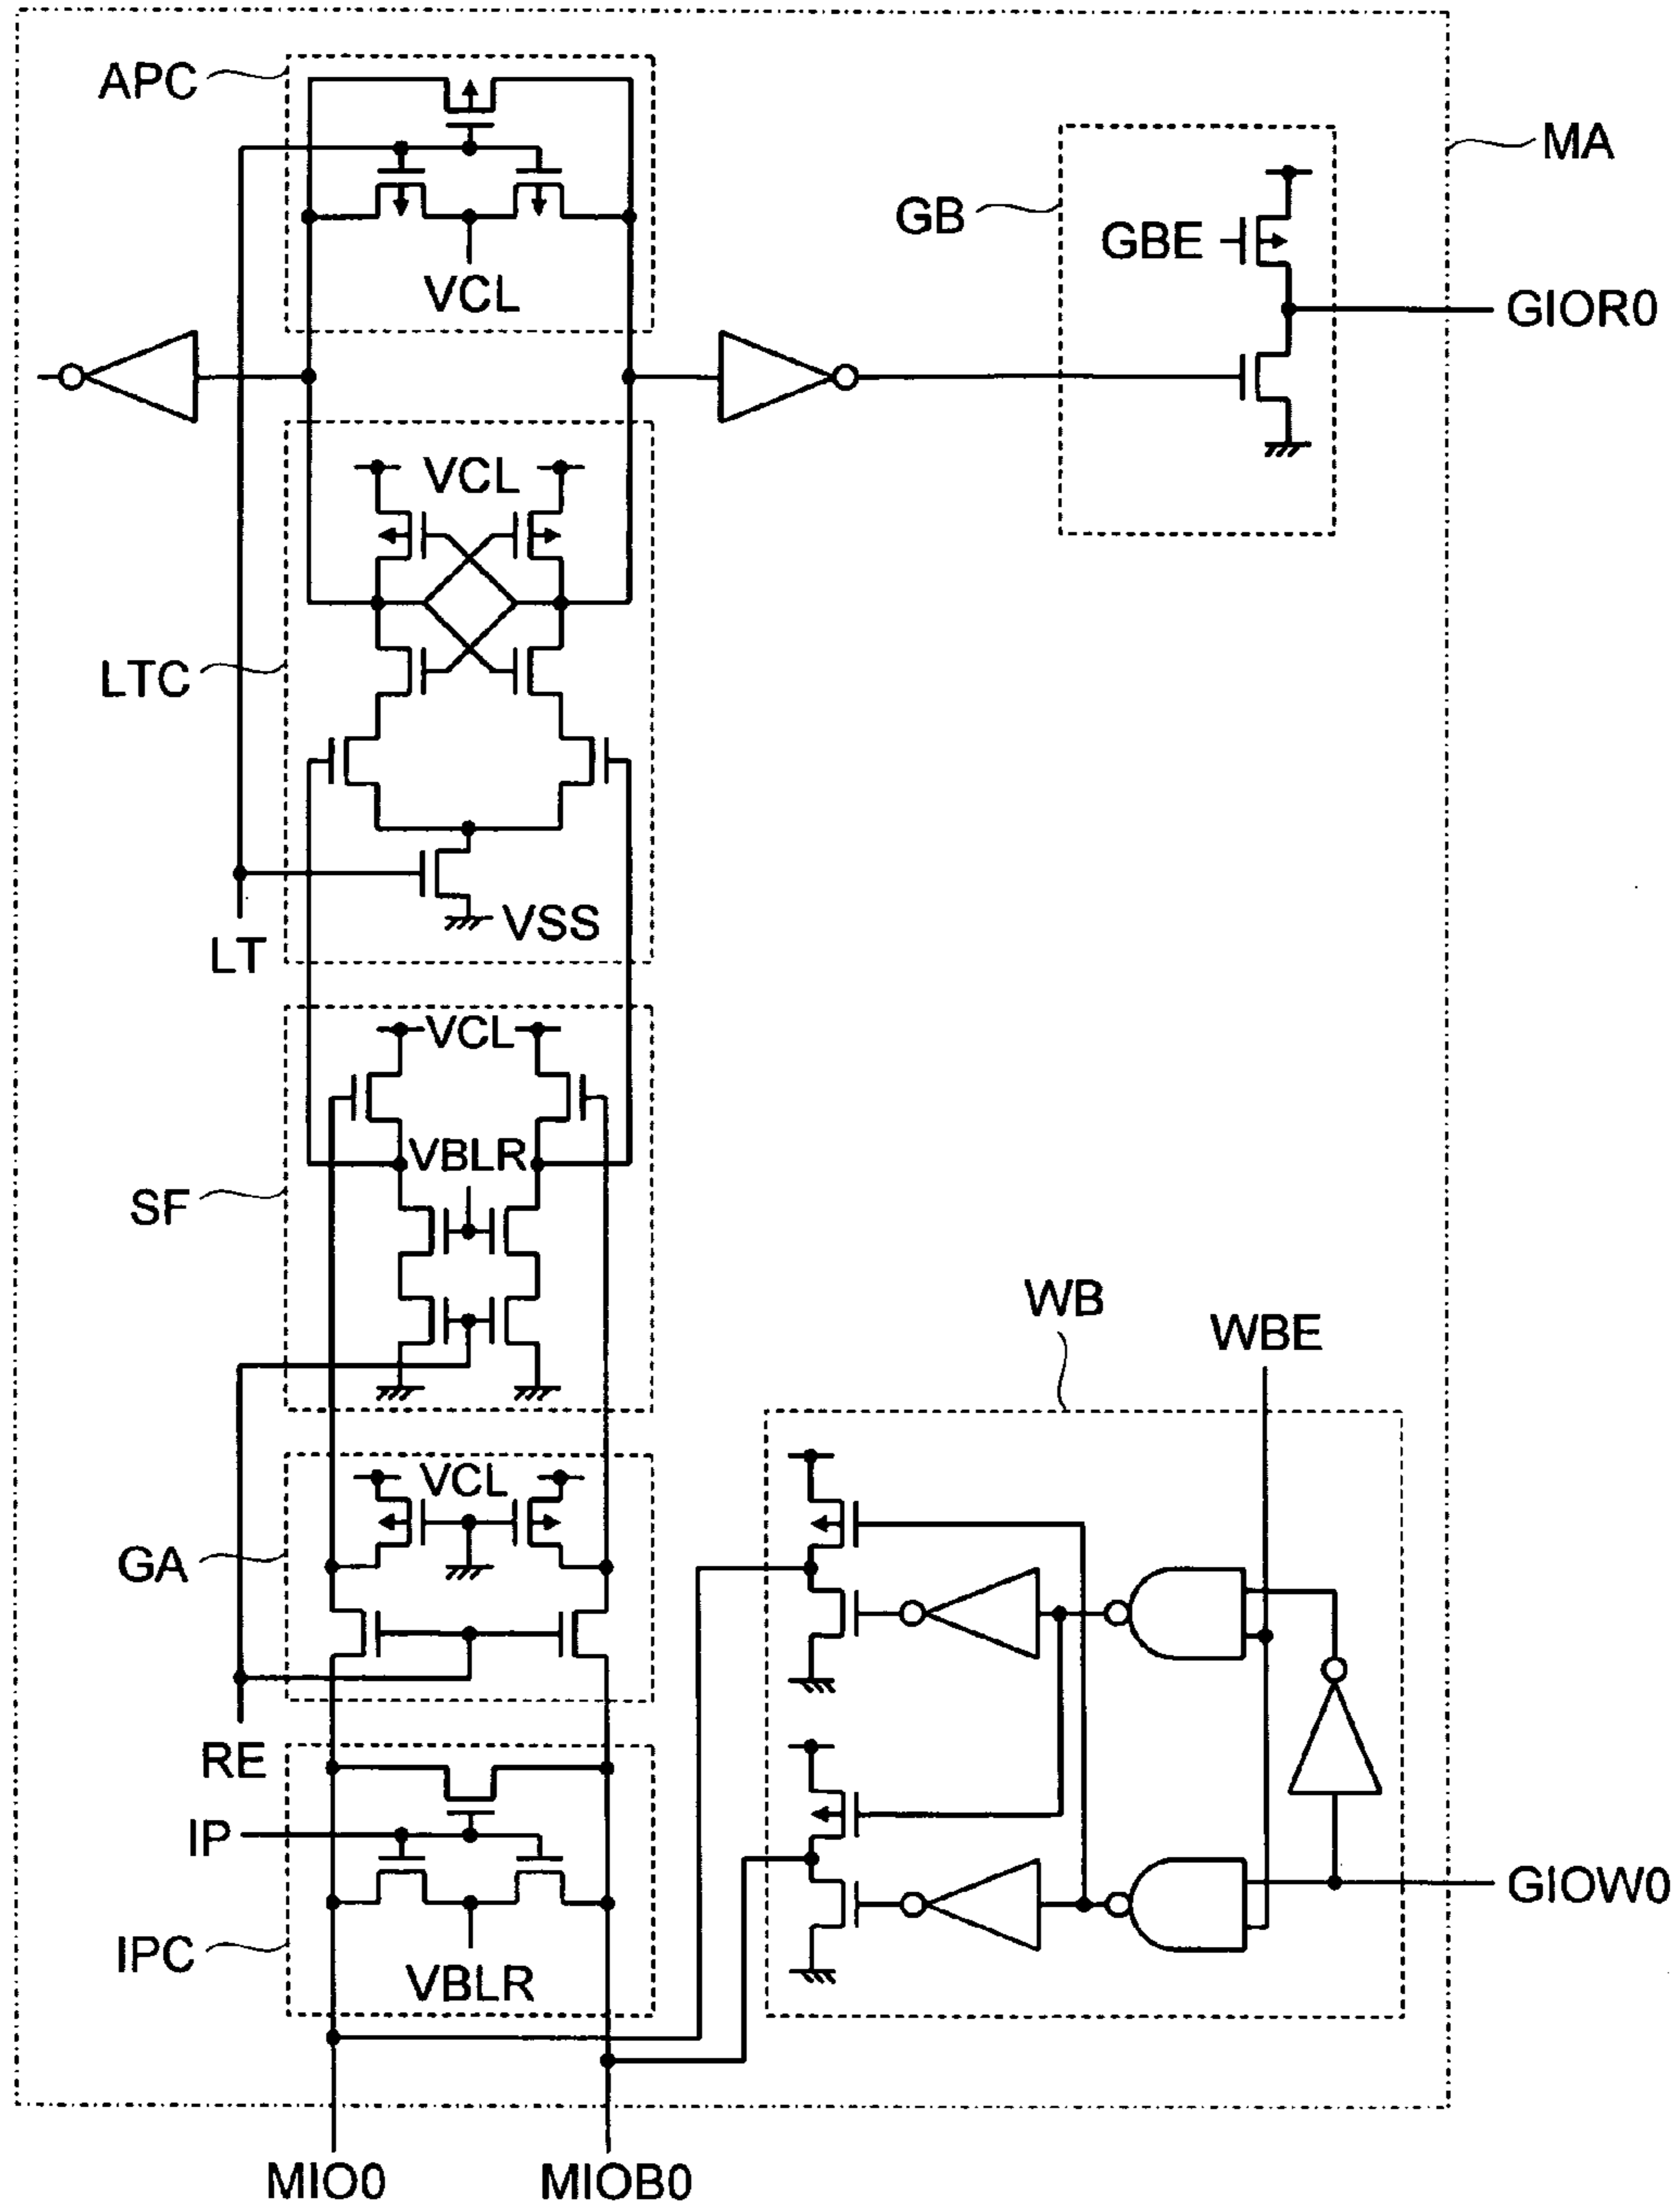 APC
MA
GB
GBE
VCL
GIOR0
VCL
LTC
VSS
LT
VCL
VBLR
SF
WB
WBE
VCL
GA
RE
IP
GIOW0
IPC
VBLR
MIO0
MIOB0